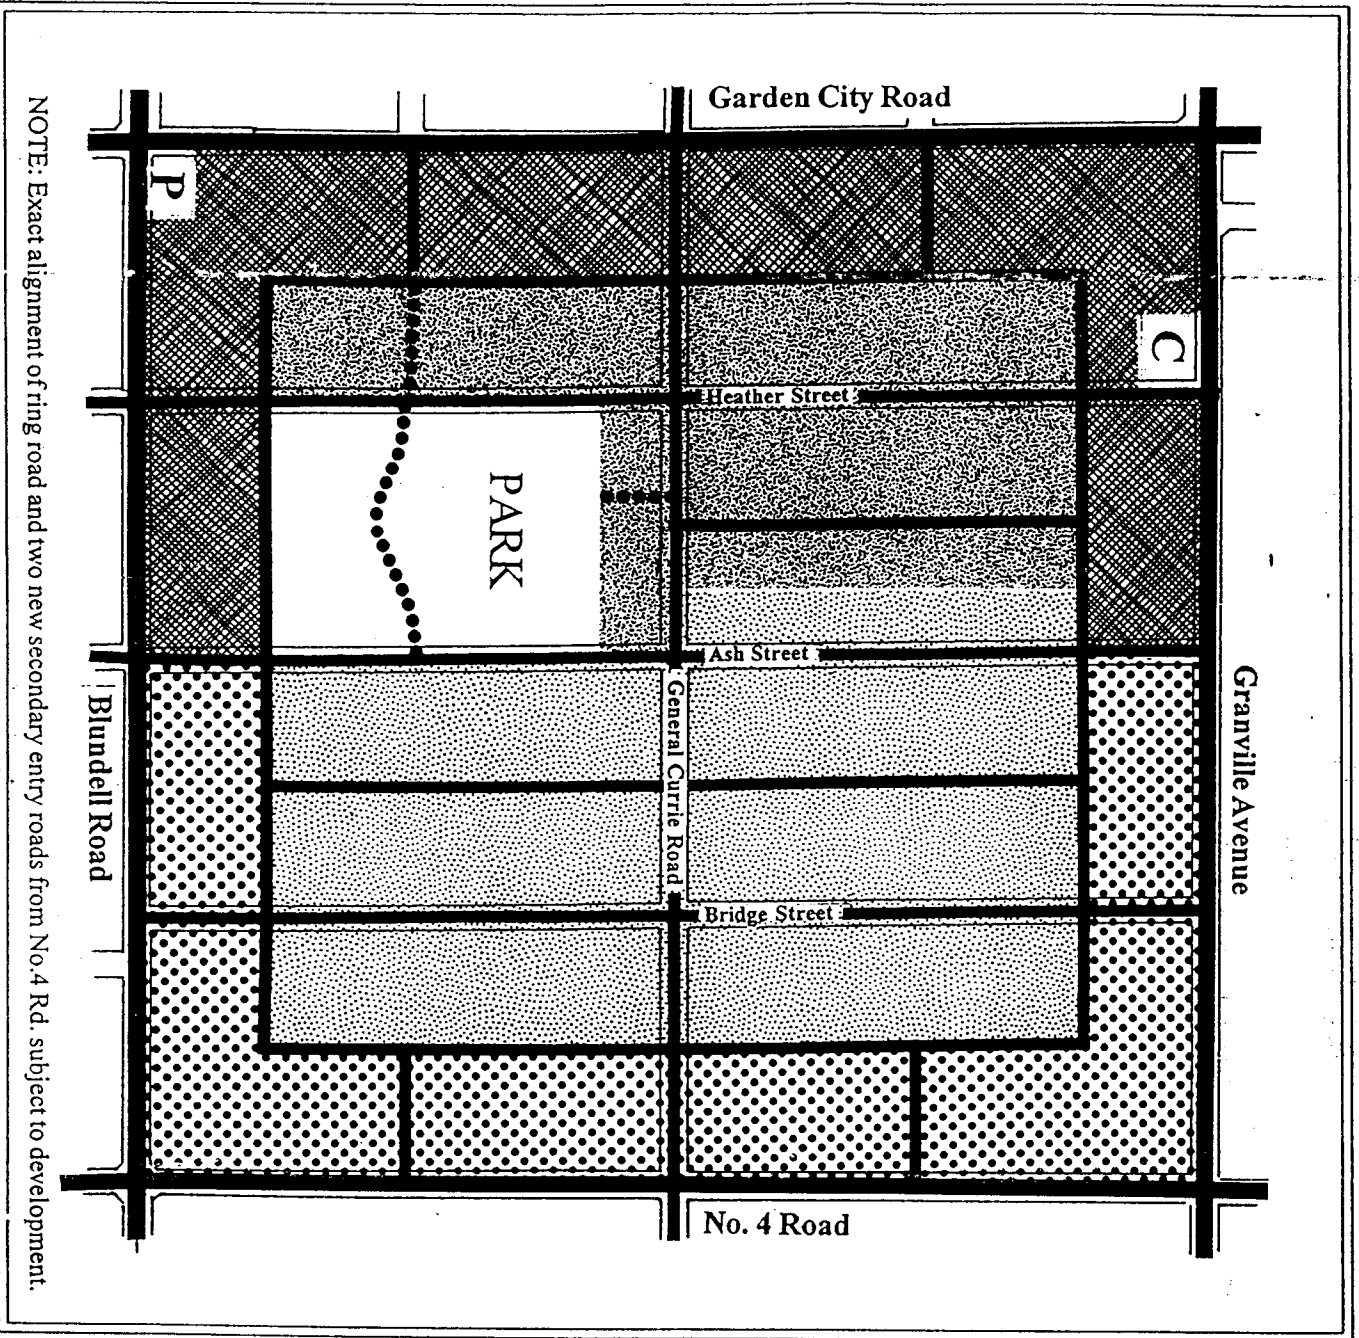 Garden City Road
P
C
Heather Street
PARK
Ash Street
General Currie Road
Granville Avenue
Blundell Road
Bridge Street
No. 4 Road
NOTE: Exact alignment of ring road and two new secondary entry roads from No.4 Rd. subject to development.